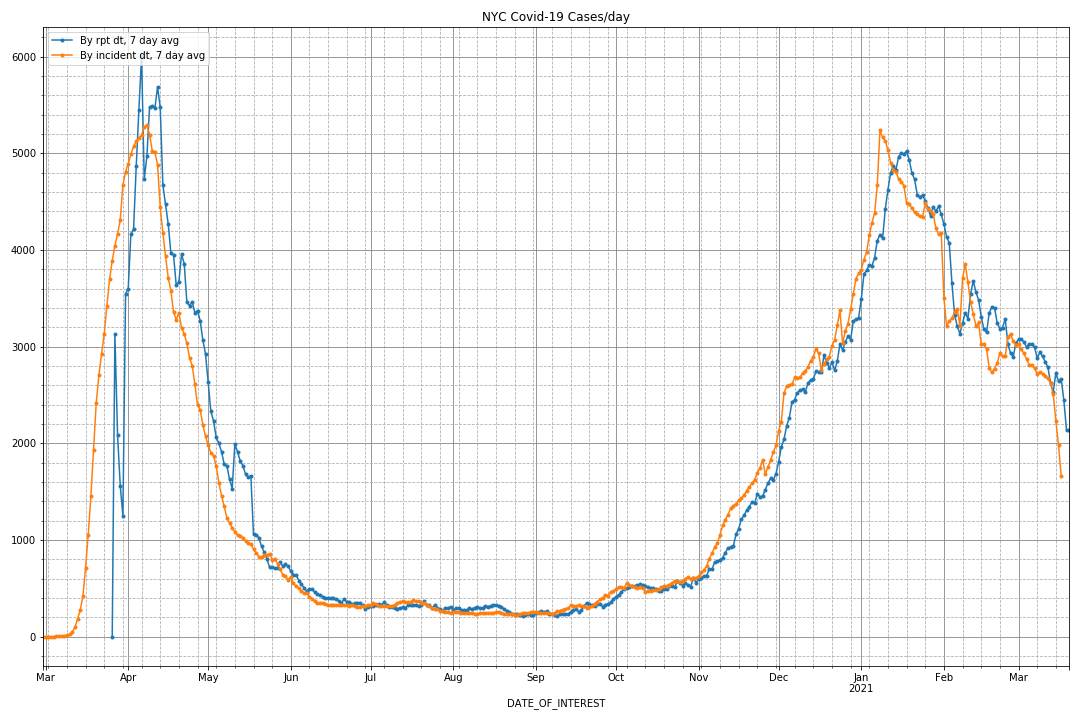 NYC Covid-19 Cases/day
By rpt dt, 7 day avg
By incident dt, 7 day avg
6000
5000
4000
3000
2000
1000
0
Mar Apr May Jun Jul Aug Sep Oct Nov Dec Jan Feb Mar
2021
DATE_OF_INTEREST